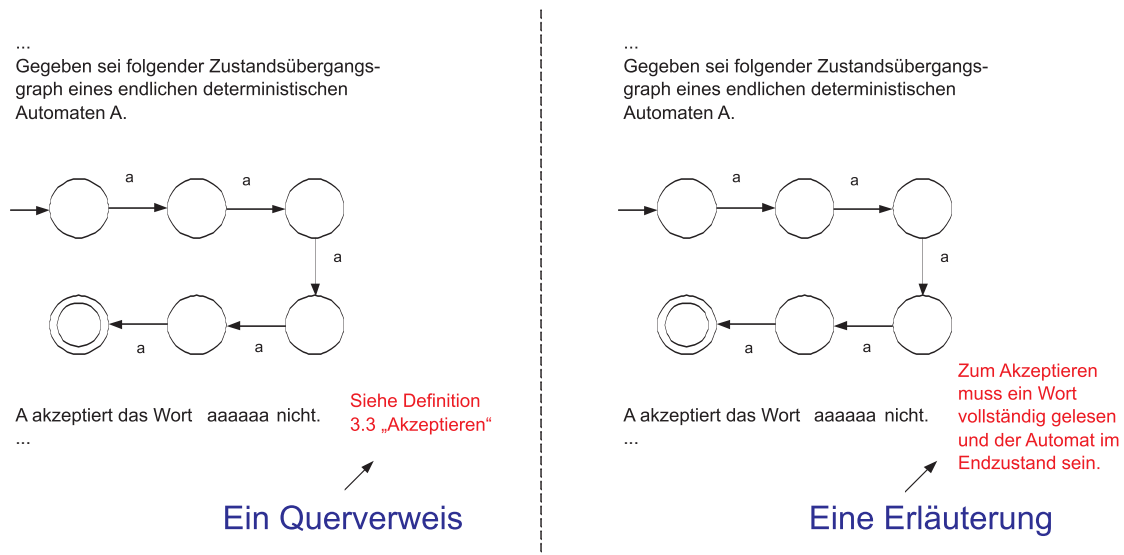 ...
Gegeben sei folgender Zustandsübergangs-
graph eines endlichen deterministischen
Automaten A.
a
a
a
a
a
A akzeptiert das Wort aaaaaa nicht.
...
Siehe Definition
3.3 „Akzeptieren“
Ein Querverweis
...
Gegeben sei folgender Zustandsübergangs-
graph eines endlichen deterministischen
Automaten A.
a
a
a
a
a
A akzeptiert das Wort aaaaaa nicht.
...
Zum Akzeptieren
muss ein Wort
vollständig gelesen
und der Automat im
Endzustand sein.
Eine Erläuterung